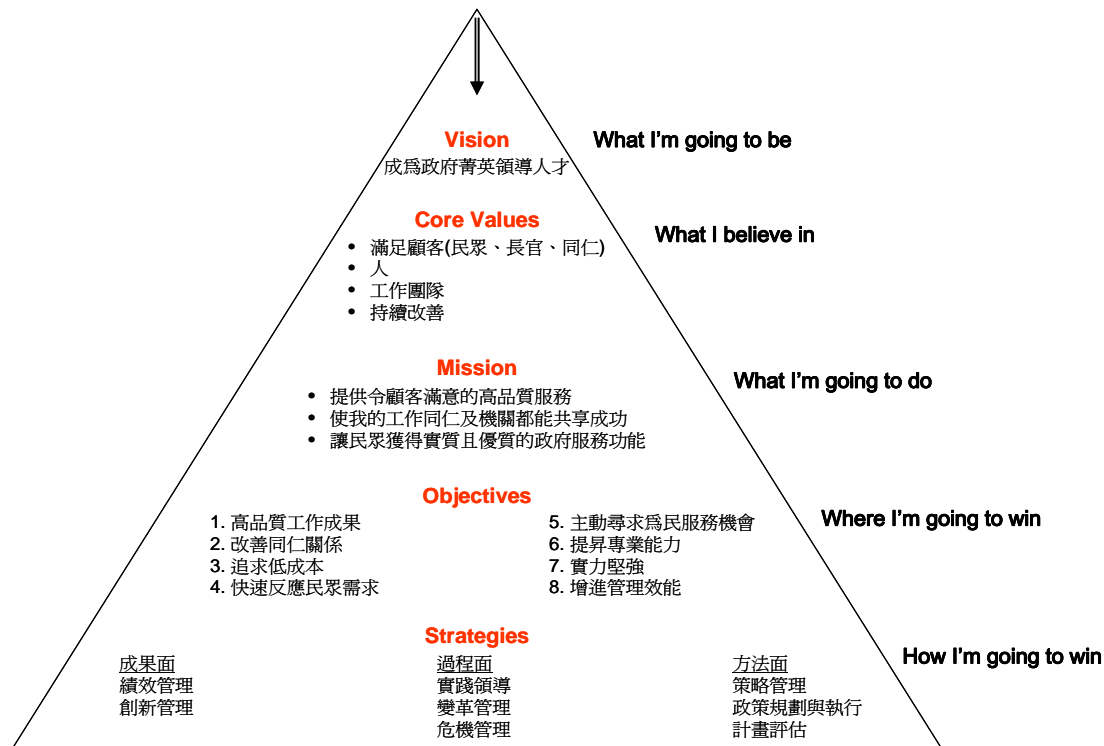 Vision
What I'm going to be
成爲政府菁英領導人才
Core Values
What I believe in
• 滿足顧客(民眾、長官、同仁)
• 人
• 工作團隊
• 持續改善
Mission
What I'm going to do
• 提供令顧客滿意的高品質服務
• 使我的工作同仁及機關都能共享成功
• 讓民眾獲得實質且優質的政府服務功能
Objectives
Where I'm going to win
1. 高品質工作成果
2. 改善同仁關係
3. 追求低成本
4. 快速反應民眾需求
5. 主動尋求爲民服務機會
6. 提昇專業能力
7. 實力堅強
8. 增進管理效能
Strategies
How I'm going to win
成果面
績效管理
創新管理
過程面
實踐領導
變革管理
危機管理
方法面
策略管理
政策規劃與執行
計畫評估